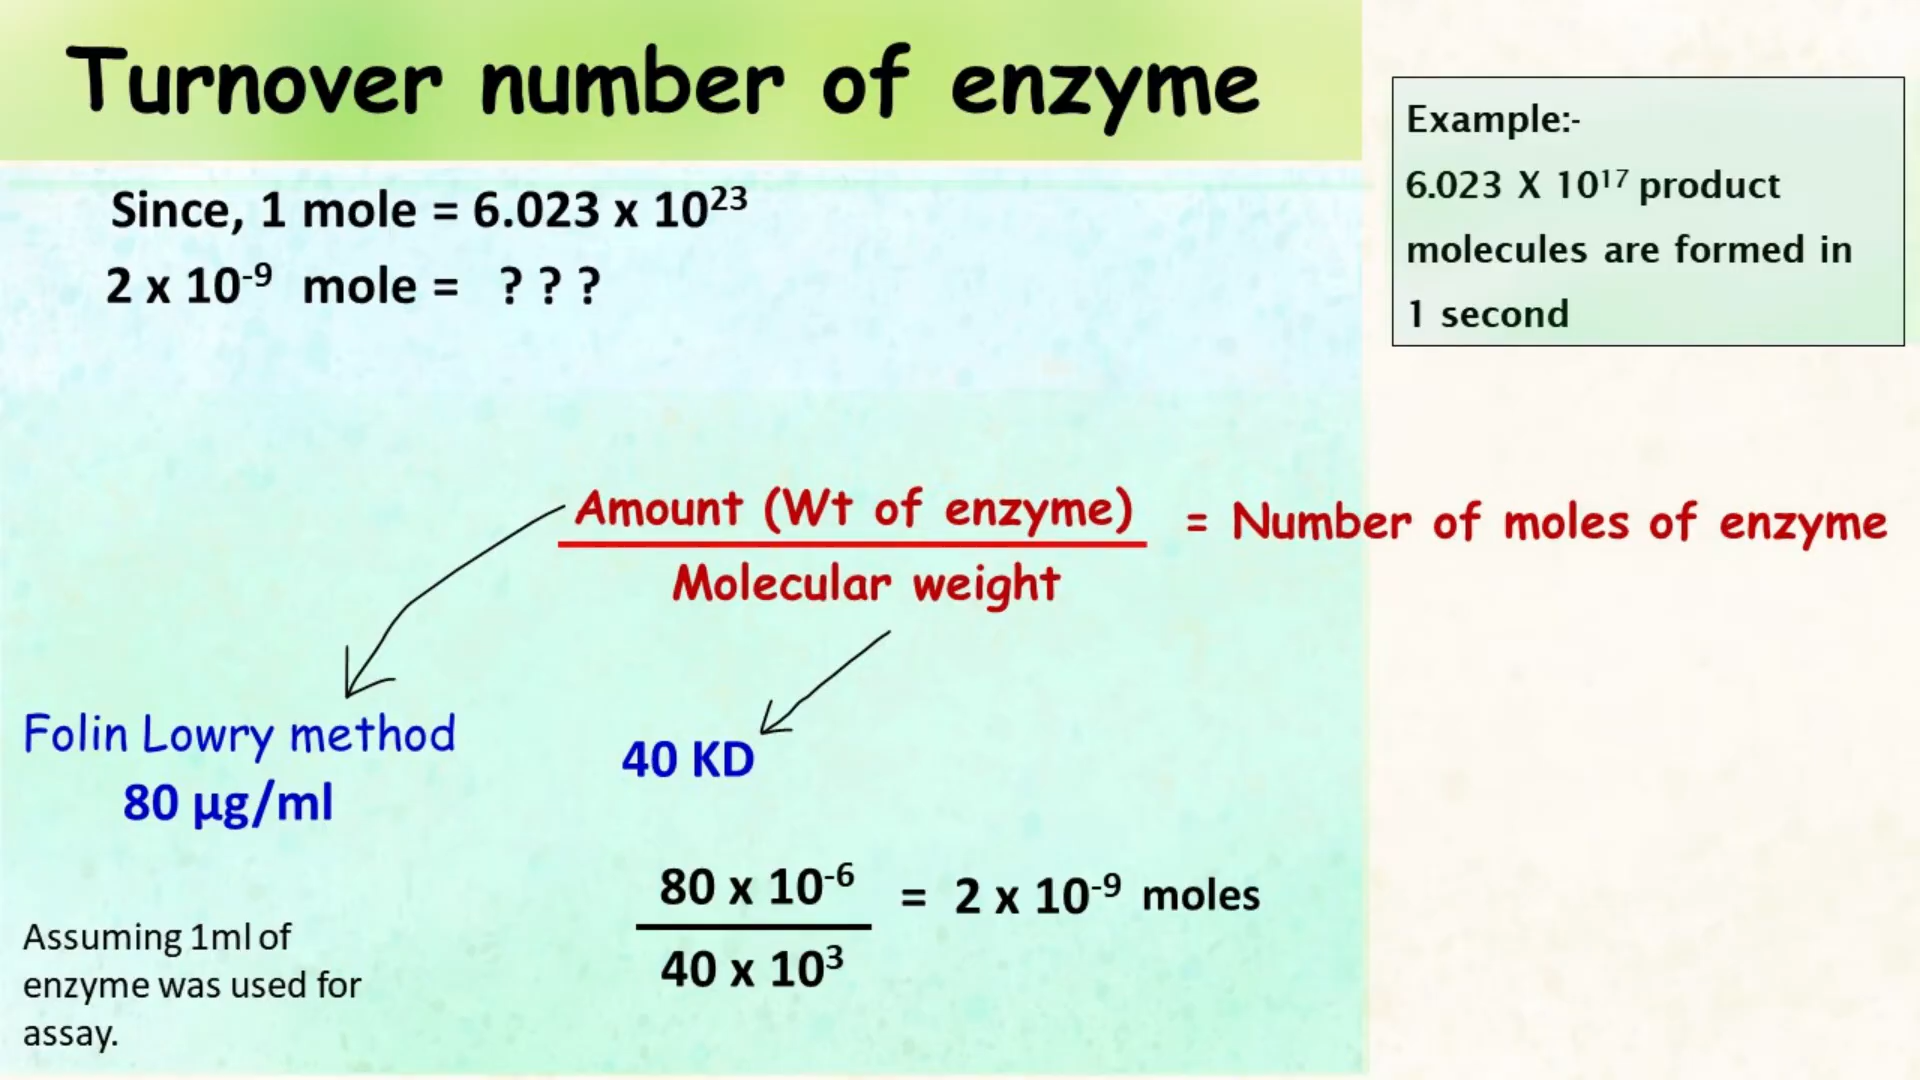 Turnover number of enzyme
Since, 1 mole = 6.023 x 10²³
2 x 10⁻⁹ mole = ? ? ?
Example:-
6.023 X 10¹⁷ product
molecules are formed in
1 second
Amount (Wt of enzyme)
Molecular weight
= Number of moles of enzyme
Folin Lowry method
80 µg/ml
40 KD
80 x 10⁻⁶
40 x 10³
= 2 x 10⁻⁹ moles
Assuming 1ml of
enzyme was used for
assay.